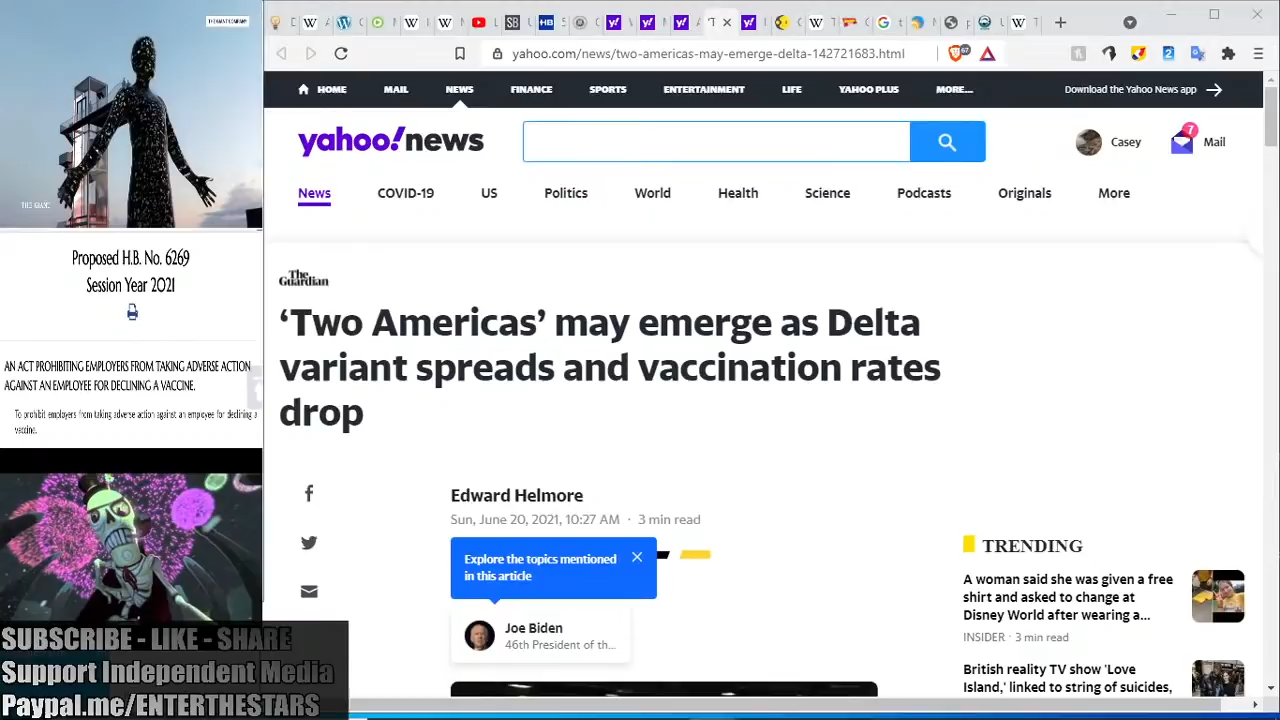 THE GIANT COMPANY
THE GIANT.
Proposed H.B. No. 6269
Session Year 2021
AN ACT PROHIBITING EMPLOYERS FROM TAKING ADVERSE ACTION
AGAINST AN EMPLOYEE FOR DECLINING A VACCINE.
To prohibit employers from taking adverse action against an employee for declining a
vaccine.
SUBSCRIBE - LIKE - SHARE
Support Independent Media
Paypal.me/ENTERTHESTARS
yahoo.com/news/two-americas-may-emerge-delta-142721683.html
67
2
HOME MAIL NEWS FINANCE SPORTS ENTERTAINMENT LIFE YAHOO PLUS MORE... Download the Yahoo News app
yahoo!news
Casey
7
Mail
News COVID-19 US Politics World Health Science Podcasts Originals More
The
Guardian
‘Two Americas’ may emerge as Delta
variant spreads and vaccination rates
drop
Edward Helmore
Sun, June 20, 2021, 10:27 AM · 3 min read
Explore the topics mentioned
in this article
Joe Biden
46th President of th...
TRENDING
A woman said she was given a free
shirt and asked to change at
Disney World after wearing a...
INSIDER · 3 min read
British reality TV show 'Love
Island,' linked to string of suicides,